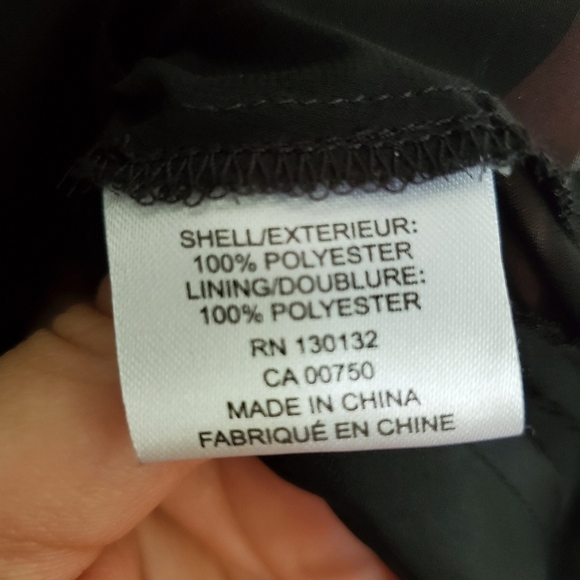 SHELL/EXTERIEUR:
100% POLYESTER
LINING/DOUBLURE:
100% POLYESTER
RN 130132
CA 00750
MADE IN CHINA
FABRIQUÉ EN CHINE